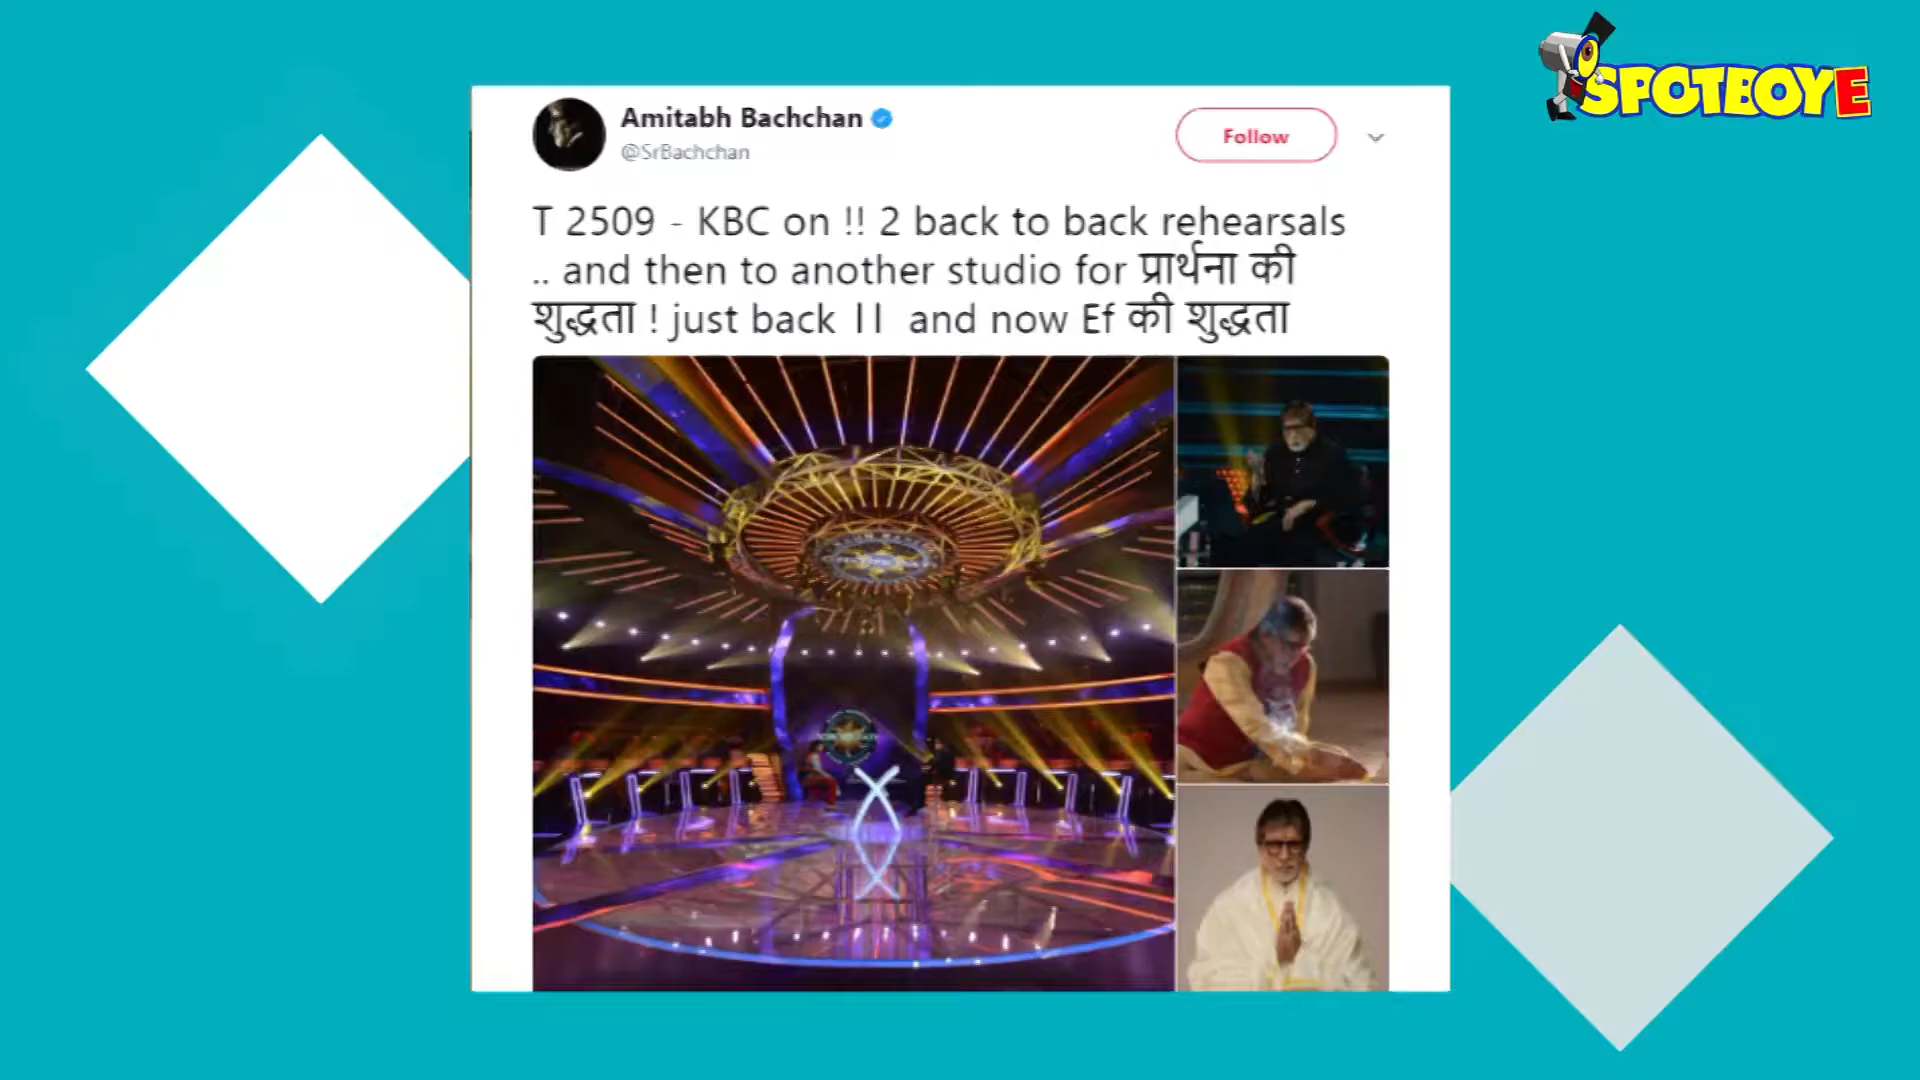 SPOTBOYE
Amitabh Bachchan
@SrBachchan
Follow
T 2509 - KBC on !! 2 back to back rehearsals
.. and then to another studio for प्रार्थना की
शुद्धता ! just back ।। and now Ef की शुद्धता